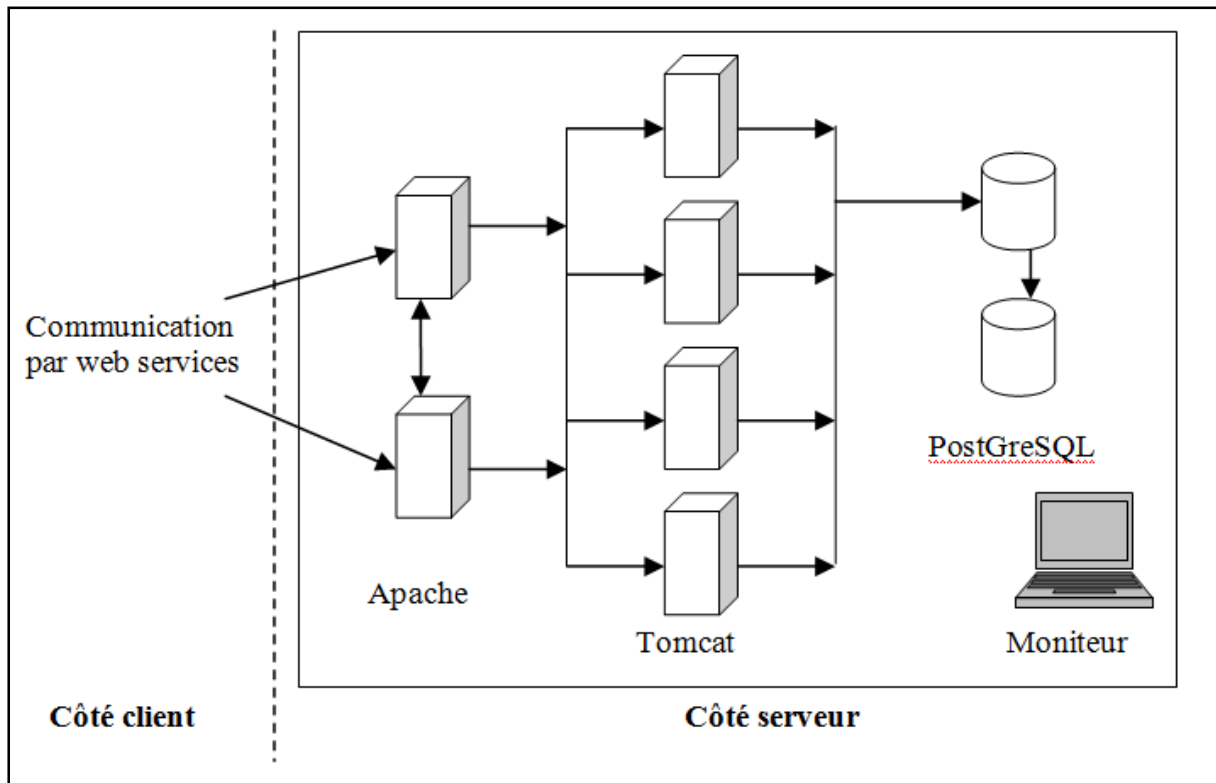 Communication
par web services
Apache
Tomcat
PostGreSQL
Moniteur
Côté client
Côté serveur